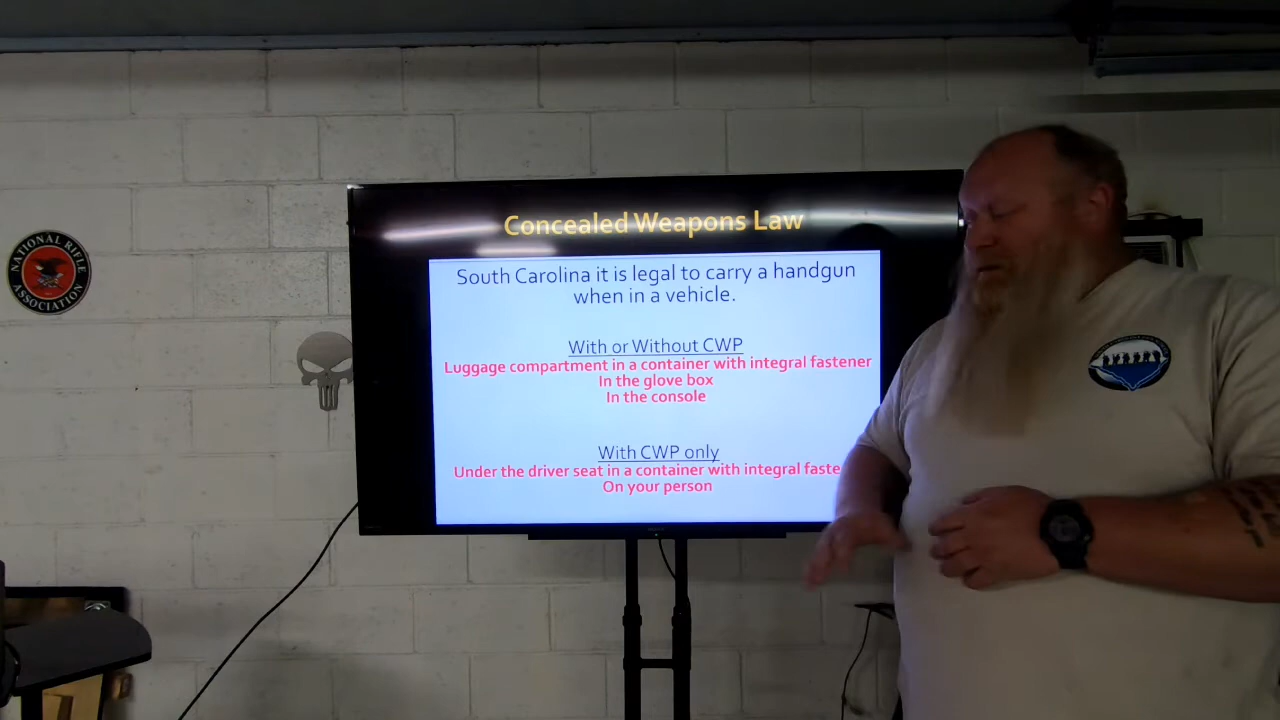 NATIONAL RIFLE
ASSOCIATION
Concealed Weapons Law
South Carolina it is legal to carry a handgun
when in a vehicle.
With or Without CWP
Luggage compartment in a container with integral fastener
In the glove box
In the console
With CWP only
Under the driver seat in a container with integral faste
On your person